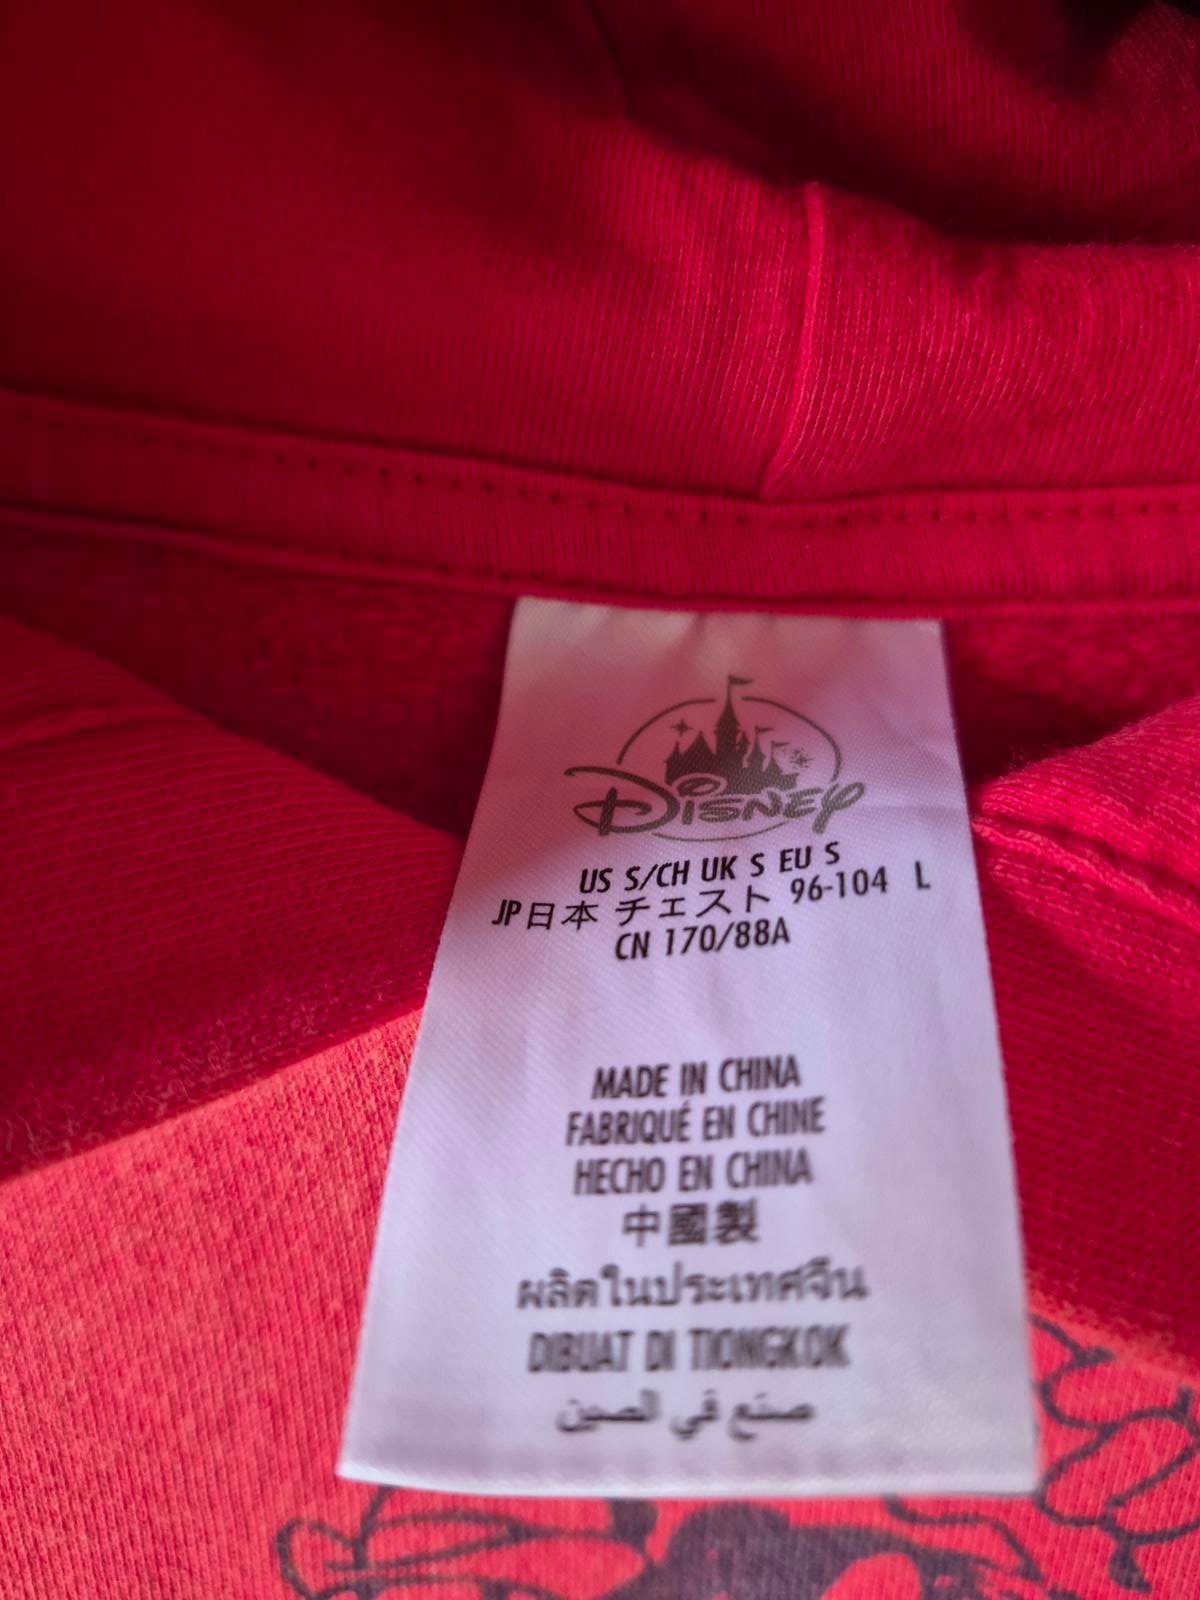 Disney
US S/CH UK S EU S
JP日本 チェスト 96-104 L
CN 170/88A
MADE IN CHINA
FABRIQUÉ EN CHINE
HECHO EN CHINA
中國製
ผลิตในประเทศจีน
DIBUAT DI TIONGKOK
صنع في الصين